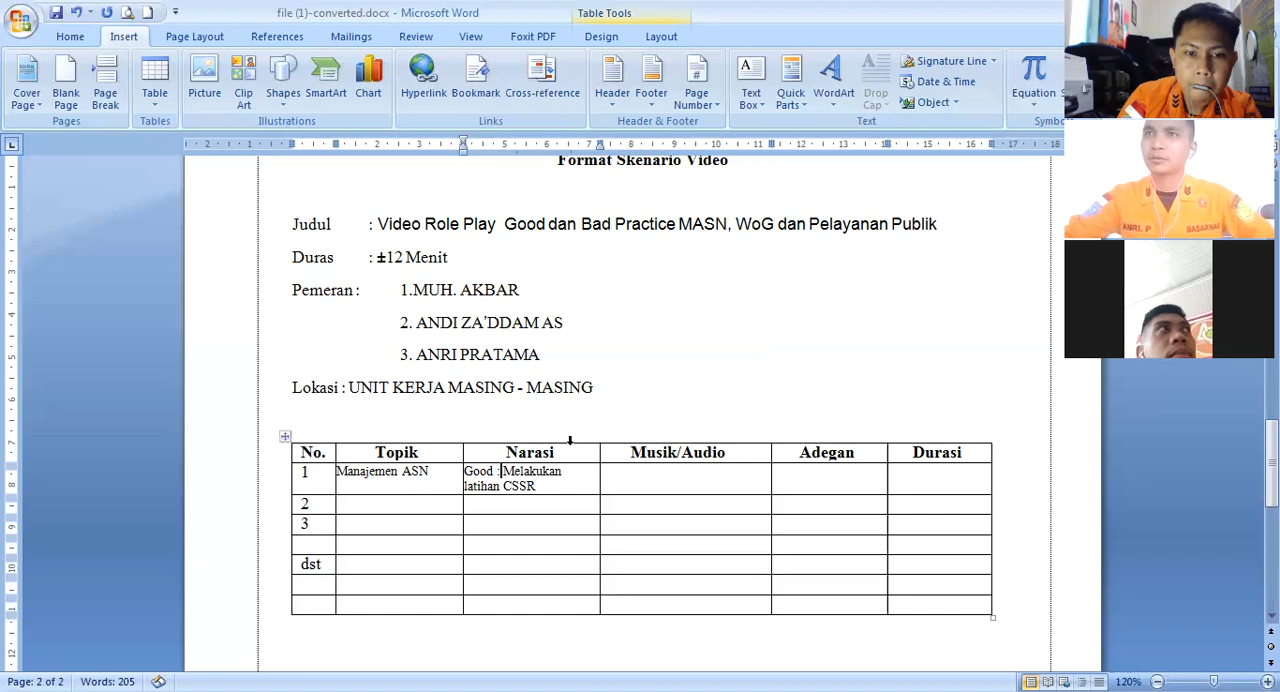 file (1)-converted.docx - Microsoft Word
Table Tools
Home Insert Page Layout References Mailings Review View Foxit PDF Design Layout
Cover Page
Blank Page
Page Break
Table
Picture
Clip Art
Shapes
SmartArt
Chart
Hyperlink
Bookmark
Cross-reference
Header
Footer
Page Number
Text Box
Quick Parts
WordArt
Drop Cap
Signature Line
Date & Time
Object
Equation
Pages
Tables
Illustrations
Links
Header & Footer
Text
Format Skenario Video
Judul : Video Role Play Good dan Bad Practice MASN, WoG dan Pelayanan Publik
Duras : ±12 Menit
Pemeran : 1.MUH. AKBAR
2. ANDI ZA'DDAM AS
3. ANRI PRATAMA
Lokasi : UNIT KERJA MASING - MASING
No. Topik Narasi Musik/Audio Adegan Durasi
1 Manajemen ASN Good : Melakukan
latihan CSSR
2
3
dst
ANRI. P BASARNAS
Page: 2 of 2 Words: 205 120%